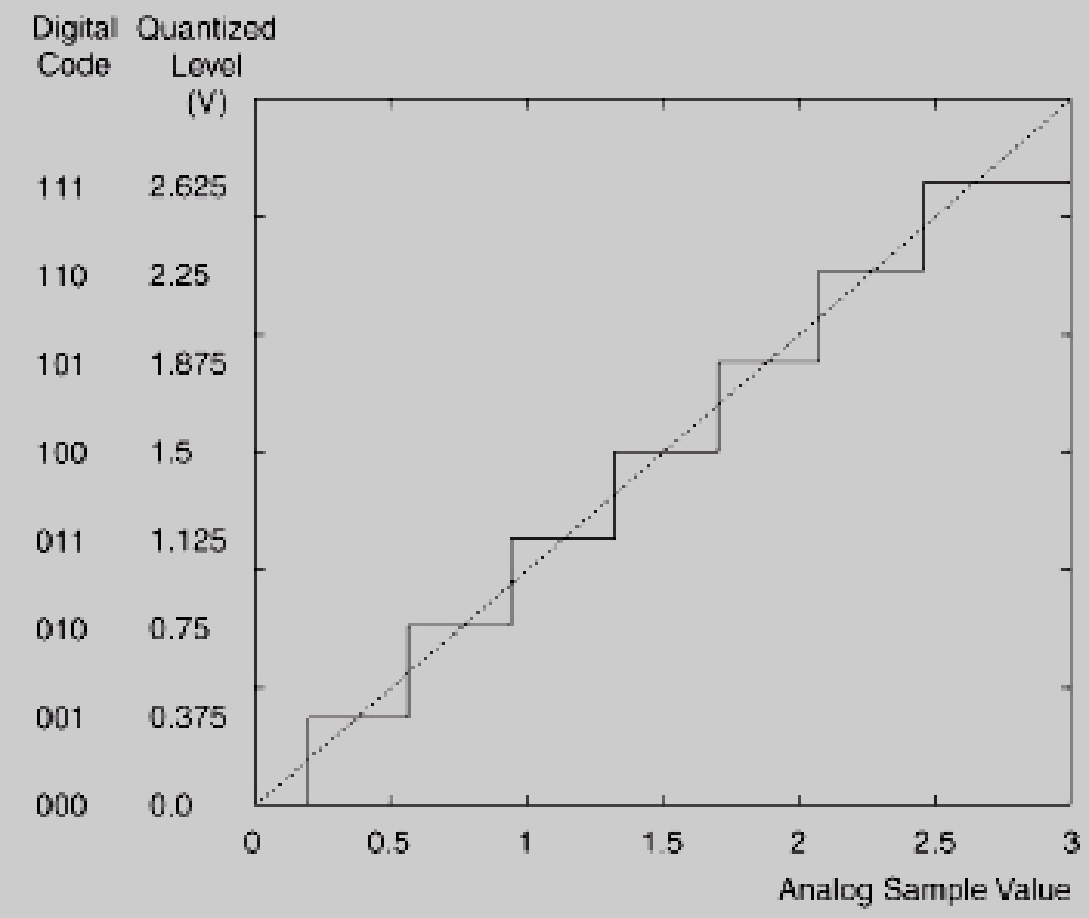 Digital Quantized
Code Level
(V)
111 2.625
110 2.25
101 1.875
100 1.5
011 1.125
010 0.75
001 0.375
000 0.0
0 0.5 1 1.5 2 2.5 3
Analog Sample Value